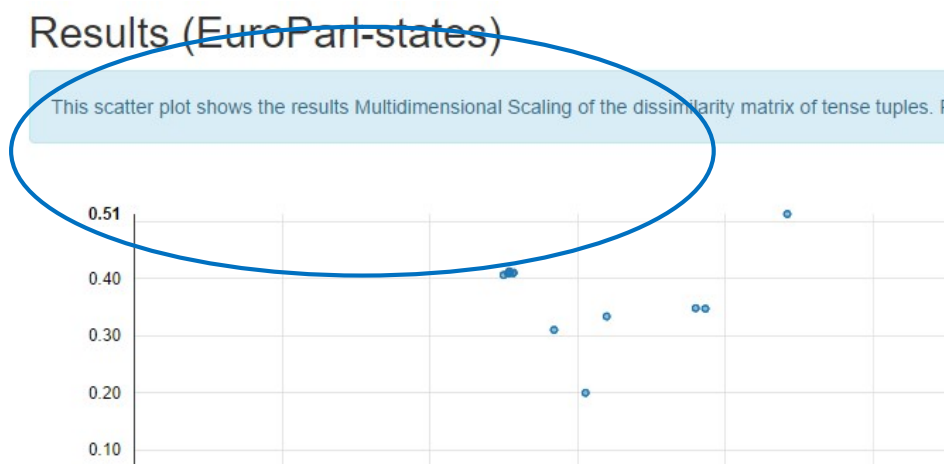 Results (EuroParl-states)
This scatter plot shows the results Multidimensional Scaling of the dissimilarity matrix of tense tuples.
0.51
0.40
0.30
0.20
0.10